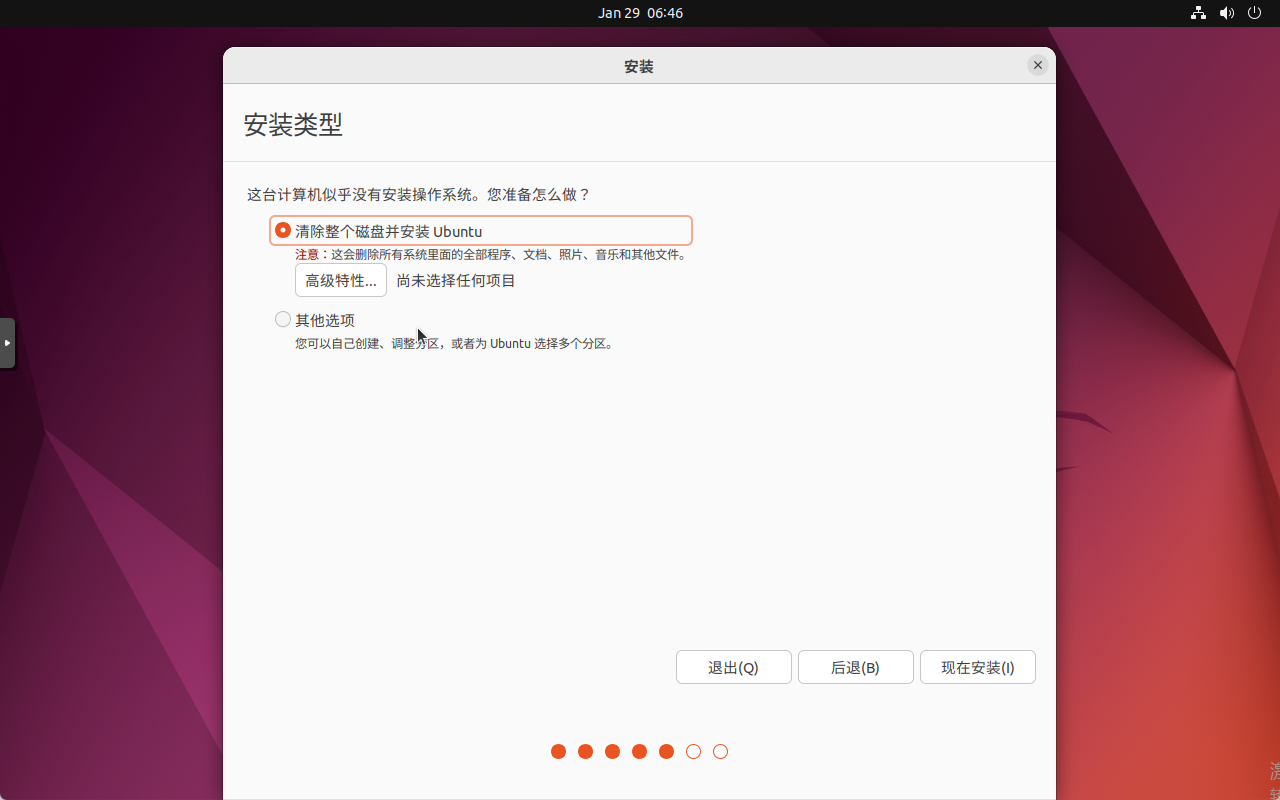 Jan 29 06:46
安装
安装类型
这台计算机似乎没有安装操作系统。您准备怎么做？
清除整个磁盘并安装 Ubuntu
注意：这会删除所有系统里面的全部程序、文档、照片、音乐和其他文件。
高级特性... 尚未选择任何项目
其他选项
您可以自己创建、调整分区，或者为 Ubuntu 选择多个分区。
退出(Q) 后退(B) 现在安装(I)